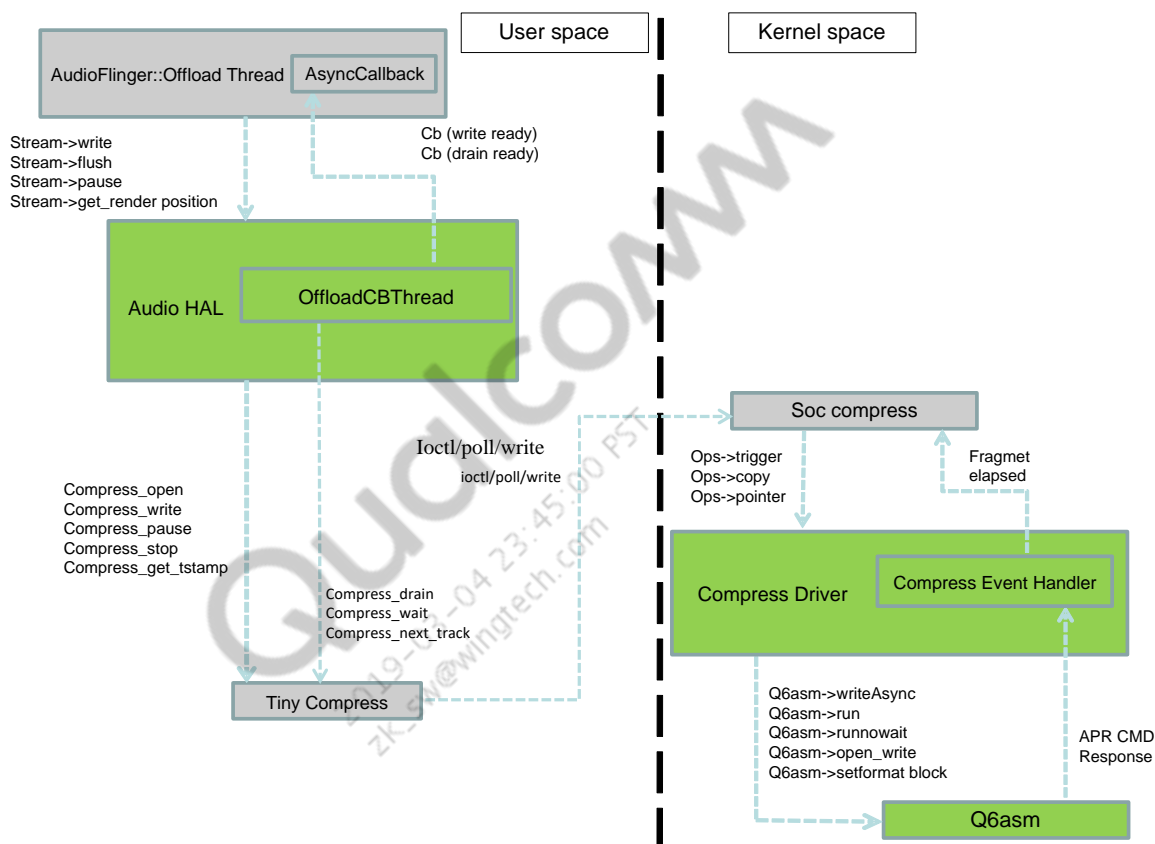 User space
Kernel space
AudioFlinger::Offload Thread
AsyncCallback
Stream->write
Stream->flush
Stream->pause
Stream->get_render position
Cb (write ready)
Cb (drain ready)
Audio HAL
OffloadCBThread
Soc compress
Ioctl/poll/write
ioctl/poll/write
Ops->trigger
Ops->copy
Ops->pointer
Fragmet
elapsed
Compress_open
Compress_write
Compress_pause
Compress_stop
Compress_get_tstamp
Compress_drain
Compress_wait
Compress_next_track
Compress Driver
Compress Event Handler
Tiny Compress
Q6asm->writeAsync
Q6asm->run
Q6asm->runnowait
Q6asm->open_write
Q6asm->setformat block
APR CMD
Response
Q6asm
Qualcomm
2019-03-04 23:45:00 PST
zk_sw@wingtech.com